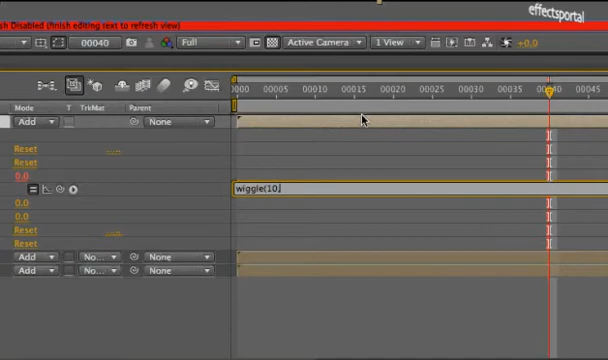 effectsportal
sh Disabled (finish editing text to refresh view)
00040 Full Active Camera 1 View +0.0
0000 00005 00010 00015 00020 00025 00030 00035 00040 00045
Mode T TrkMat Parent
Add None
Reset
Reset
0.0
wiggle(10,
0.0
0.0
Reset
Reset
Add No... None
Add No... None